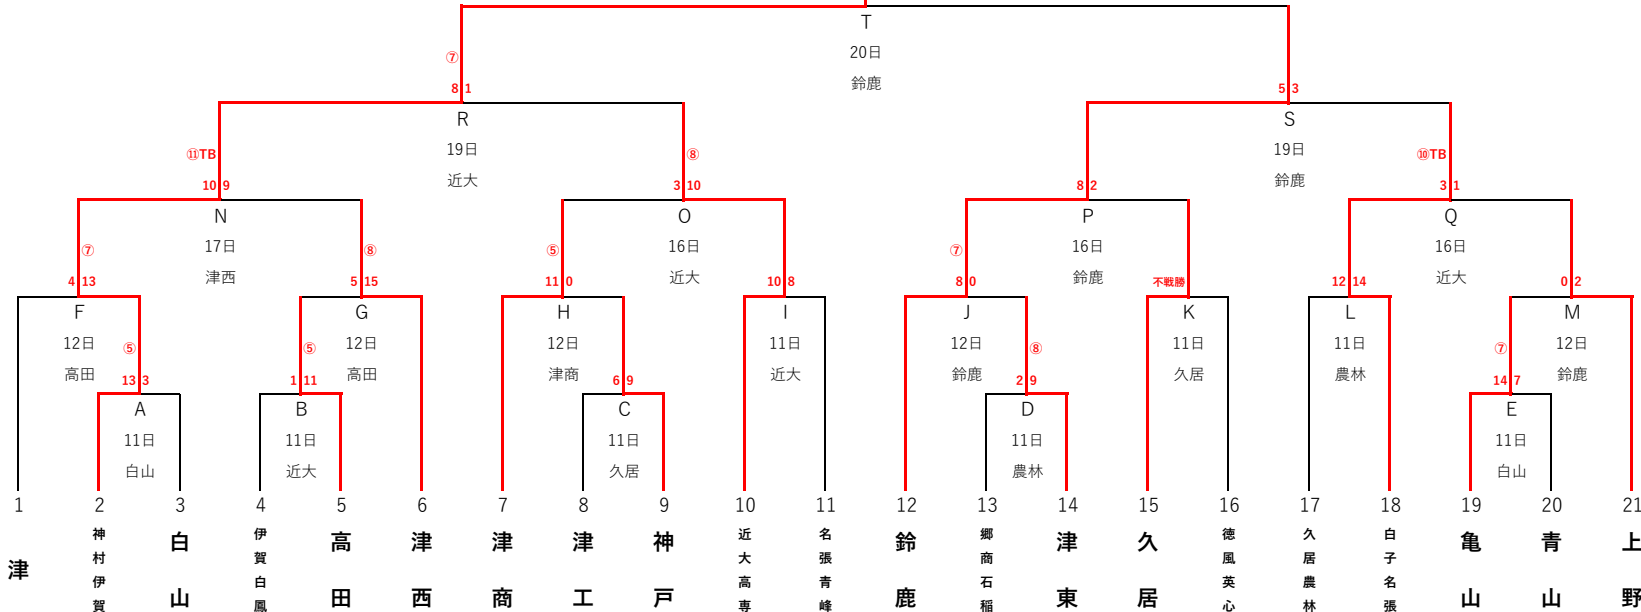 T
20日
鈴鹿
⑦
8 1
5 3
R
19日
近大
S
19日
鈴鹿
⑪TB
⑧
⑩TB
10 9
3 10
8 2
3 1
N
17日
津西
O
16日
近大
P
16日
鈴鹿
Q
16日
近大
⑦
⑧
⑤
⑦
4 13
5 15
11 0
10 8
8 0
不戦勝
12 14
0 2
F
12日
高田
G
12日
高田
H
12日
津商
I
11日
近大
J
12日
鈴鹿
K
11日
久居
L
11日
農林
M
12日
鈴鹿
⑤
⑤
⑧
⑦
13 3
1 11
6 9
2 9
14 7
A
11日
白山
B
11日
近大
C
11日
久居
D
11日
農林
E
11日
白山
1
津
2
神村伊賀
3
白山
4
伊賀白鳳
5
高田
6
津西
7
津商
8
津工
9
神戸
10
近大高専
11
名張青峰
12
鈴鹿
13
郷商石稲
14
津東
15
久居
16
徳風英心
17
久居農林
18
白子名張
19
亀山
20
青山
21
上野